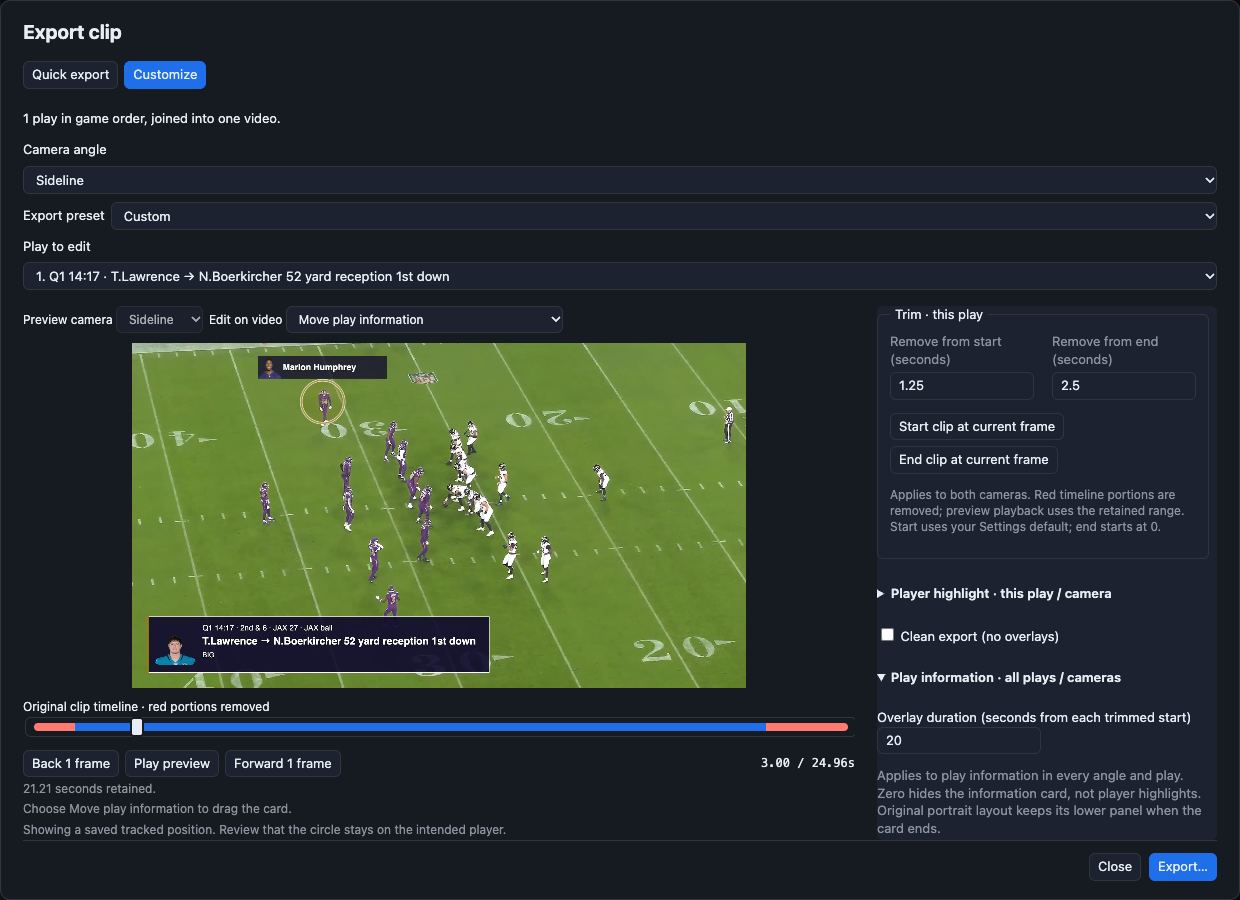 Export clip
Quick export
Customize
1 play in game order, joined into one video.
Camera angle
Sideline
Export preset
Custom
Play to edit
1. Q1 14:17 · T.Lawrence → N.Boerkircher 52 yard reception 1st down
Preview camera
Sideline
Edit on video
Move play information
Marlon Humphrey
40
30
20
10
Q1 14:17 · 2nd & 6 · JAX 27 · JAX ball
T.Lawrence → N.Boerkircher 52 yard reception 1st down
BIG
30
20
Original clip timeline · red portions removed
Back 1 frame
Play preview
Forward 1 frame
3.00 / 24.96s
21.21 seconds retained.
Choose Move play information to drag the card.
Showing a saved tracked position. Review that the circle stays on the intended player.
Trim · this play
Remove from start
(seconds)
1.25
Remove from end
(seconds)
2.5
Start clip at current frame
End clip at current frame
Applies to both cameras. Red timeline portions are
removed; preview playback uses the retained range.
Start uses your Settings default; end starts at 0.
Player highlight · this play / camera
Clean export (no overlays)
Play information · all plays / cameras
Overlay duration (seconds from each trimmed start)
20
Applies to play information in every angle and play.
Zero hides the information card, not player highlights.
Original portrait layout keeps its lower panel when the
card ends.
Close
Export...